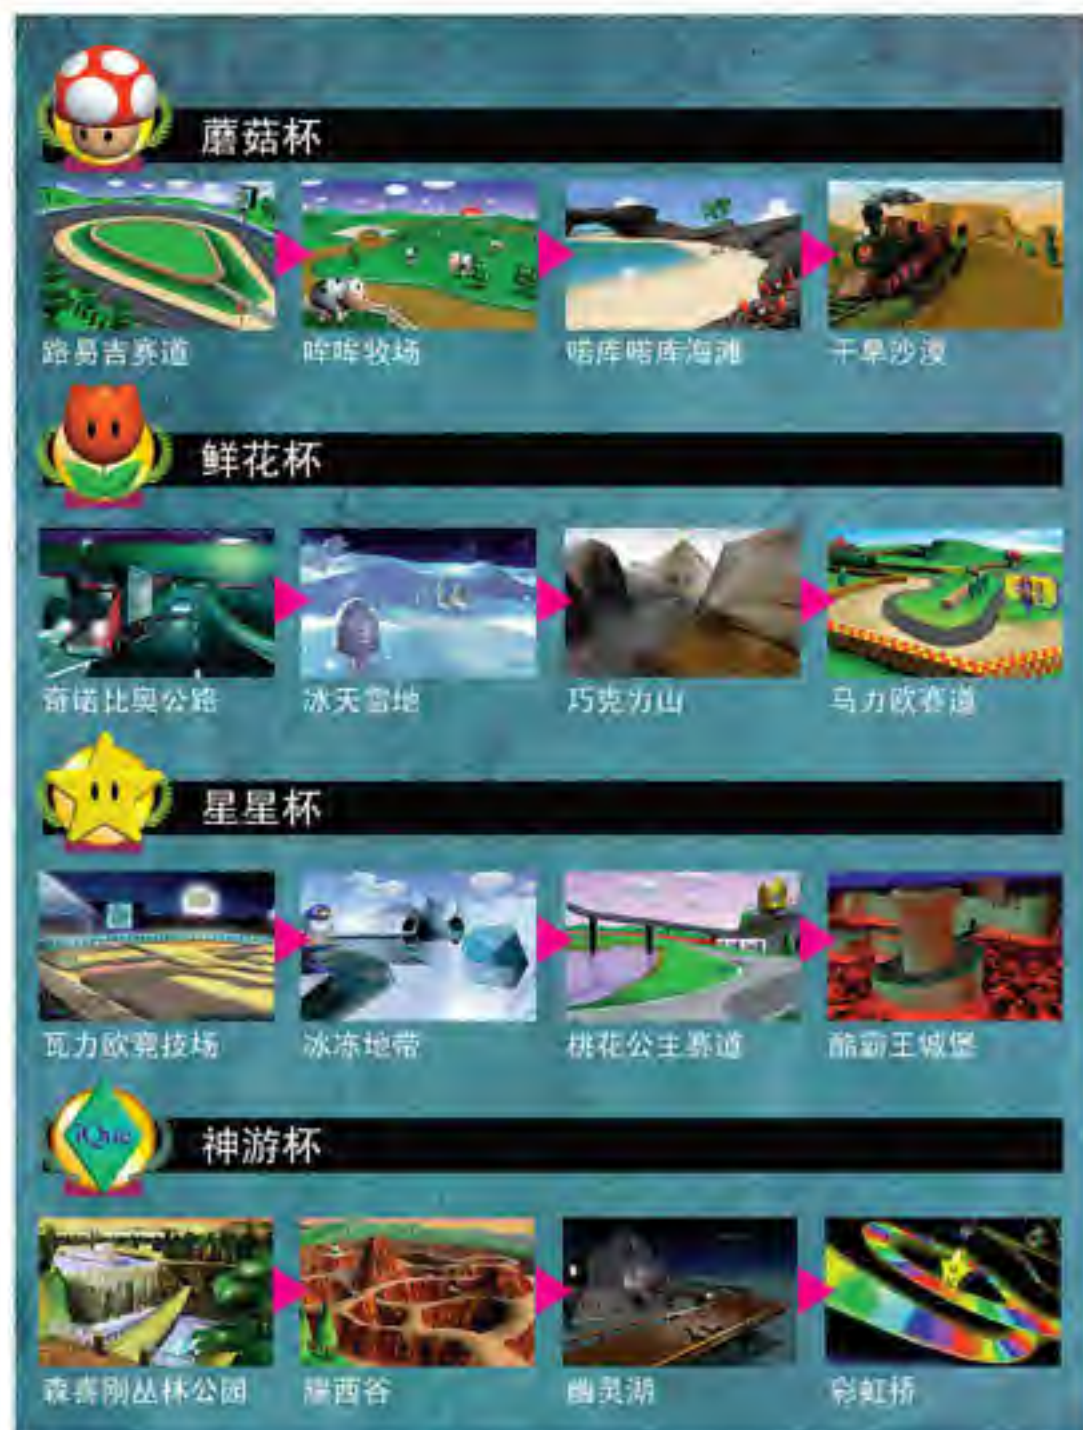 蘑菇杯
路易吉赛道
哞哞牧场
喏库喏库海滩
干旱沙漠
鲜花杯
奇诺比奥公路
冰天雪地
巧克力山
马力欧赛道
星星杯
瓦力欧竞技场
冰冻地带
桃花公主赛道
酷霸王城堡
iQue
神游杯
森喜刚丛林公园
耀西谷
幽灵湖
彩虹桥